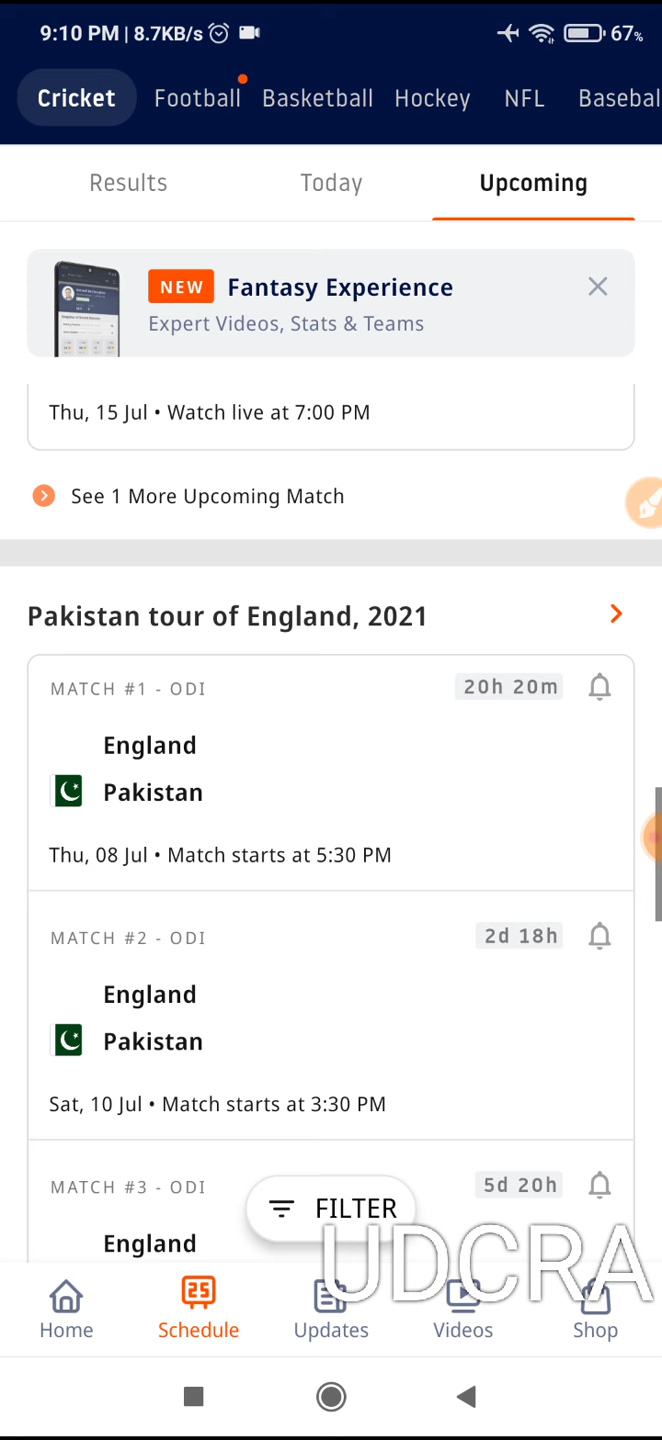 9:10 PM | 8.7KB/s 67%
Cricket Football Basketball Hockey NFL Basebal
Results Today Upcoming
NEW Fantasy Experience
Expert Videos, Stats & Teams
Thu, 15 Jul • Watch live at 7:00 PM
See 1 More Upcoming Match
Pakistan tour of England, 2021
MATCH #1 - ODI 20h 20m
England
Pakistan
Thu, 08 Jul • Match starts at 5:30 PM
MATCH #2 - ODI 2d 18h
England
Pakistan
Sat, 10 Jul • Match starts at 3:30 PM
MATCH #3 - ODI 5d 20h
FILTER
England
UDCRA
25
Home Schedule Updates Videos Shop